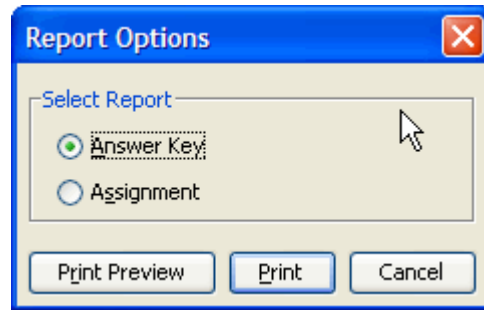 Report Options
Select Report
Answer Key
Assignment
Print Preview Print Cancel